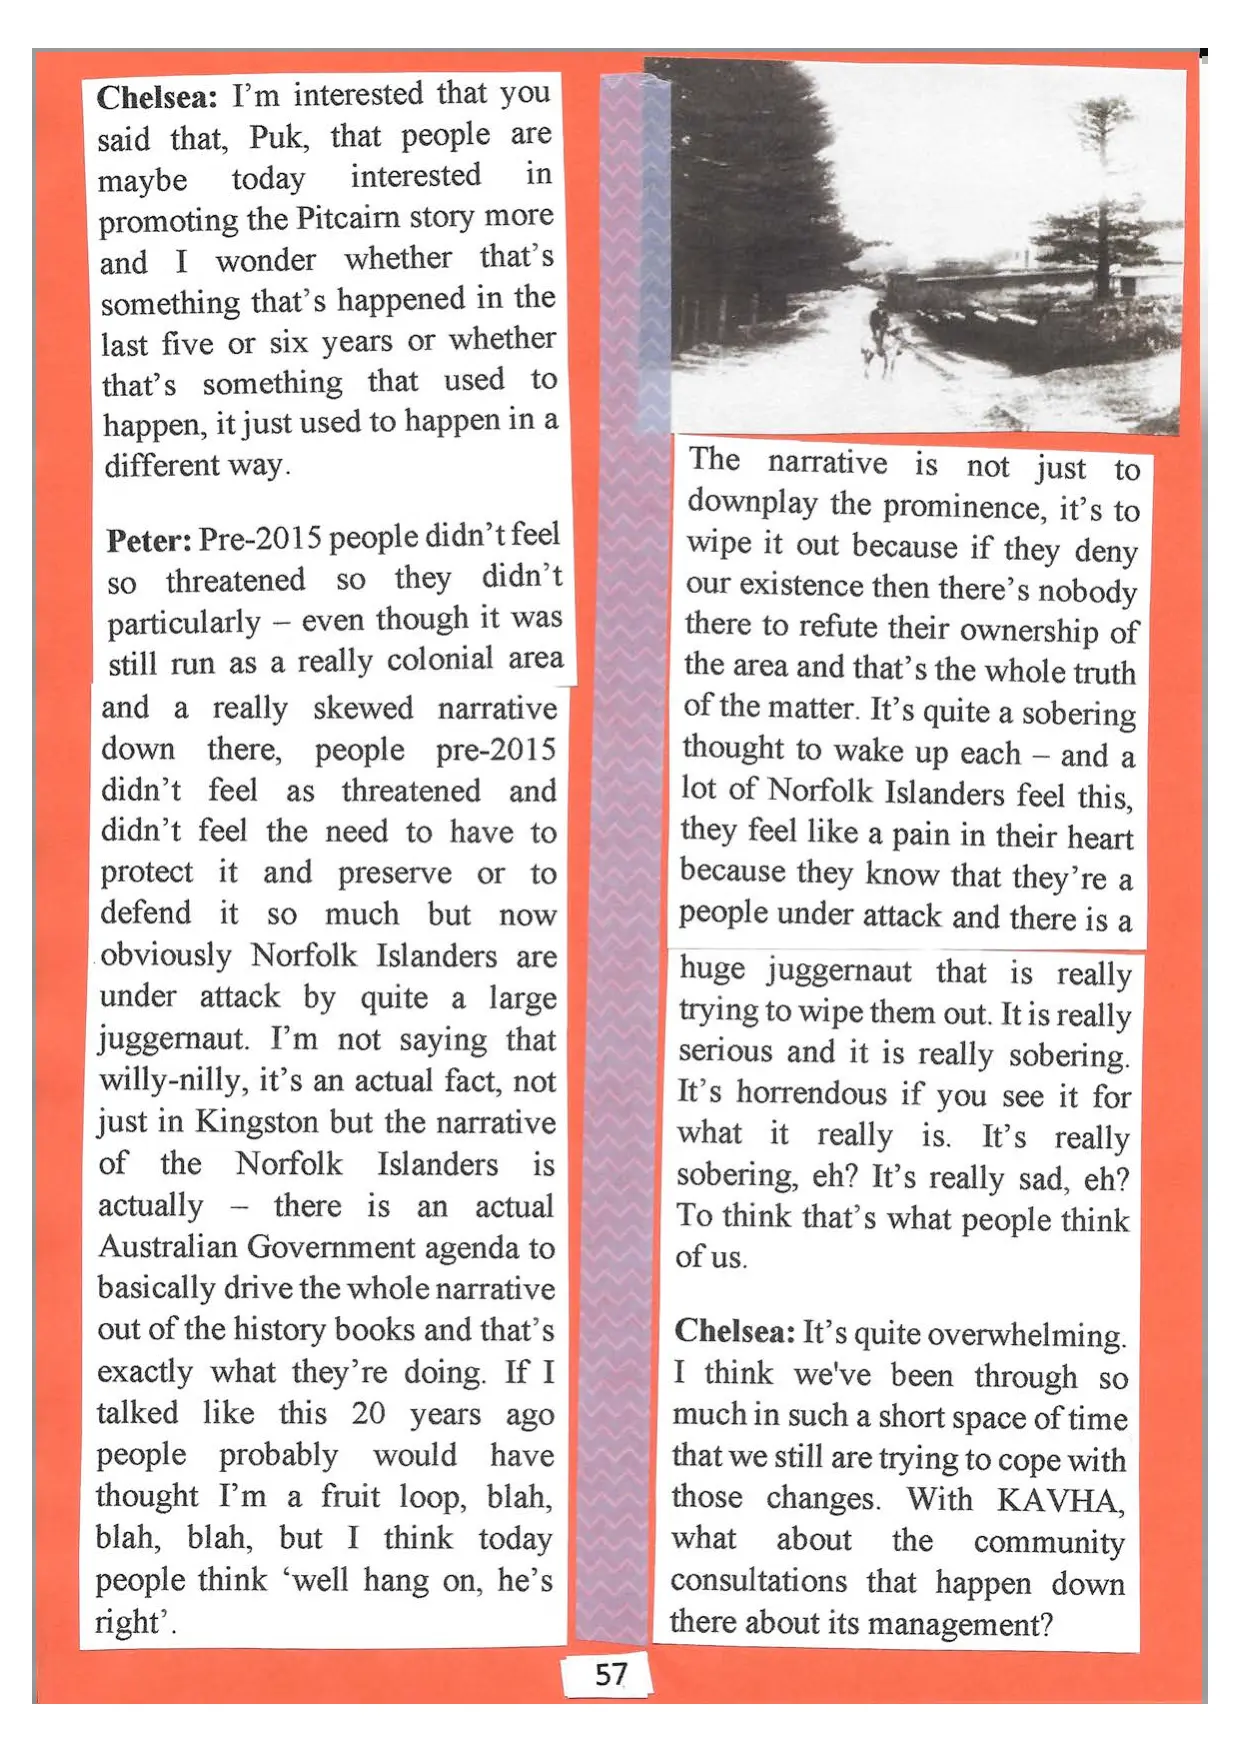 Chelsea: I'm interested that you
said that, Puk, that people are
maybe today interested in
promoting the Pitcairn story more
and I wonder whether that's
something that's happened in the
last five or six years or whether
that's something that used to
happen, it just used to happen in a
different way.
Peter: Pre-2015 people didn't feel
so threatened so they didn't
particularly – even though it was
still run as a really colonial area
and a really skewed narrative
down there, people pre-2015
didn't feel as threatened and
didn't feel the need to have to
protect it and preserve or to
defend it so much but now
obviously Norfolk Islanders are
under attack by quite a large
juggernaut. I'm not saying that
willy-nilly, it's an actual fact, not
just in Kingston but the narrative
of the Norfolk Islanders is
actually – there is an actual
Australian Government agenda to
basically drive the whole narrative
out of the history books and that's
exactly what they're doing. If I
talked like this 20 years ago
people probably would have
thought I'm a fruit loop, blah,
blah, blah, but I think today
people think 'well hang on, he's
right'.
The narrative is not just to
downplay the prominence, it's to
wipe it out because if they deny
our existence then there's nobody
there to refute their ownership of
the area and that's the whole truth
of the matter. It's quite a sobering
thought to wake up each – and a
lot of Norfolk Islanders feel this,
they feel like a pain in their heart
because they know that they're a
people under attack and there is a
huge juggernaut that is really
trying to wipe them out. It is really
serious and it is really sobering.
It's horrendous if you see it for
what it really is. It's really
sobering, eh? It's really sad, eh?
To think that's what people think
of us.
Chelsea: It's quite overwhelming.
I think we've been through so
much in such a short space of time
that we still are trying to cope with
those changes. With KAVHA,
what about the community
consultations that happen down
there about its management?
57